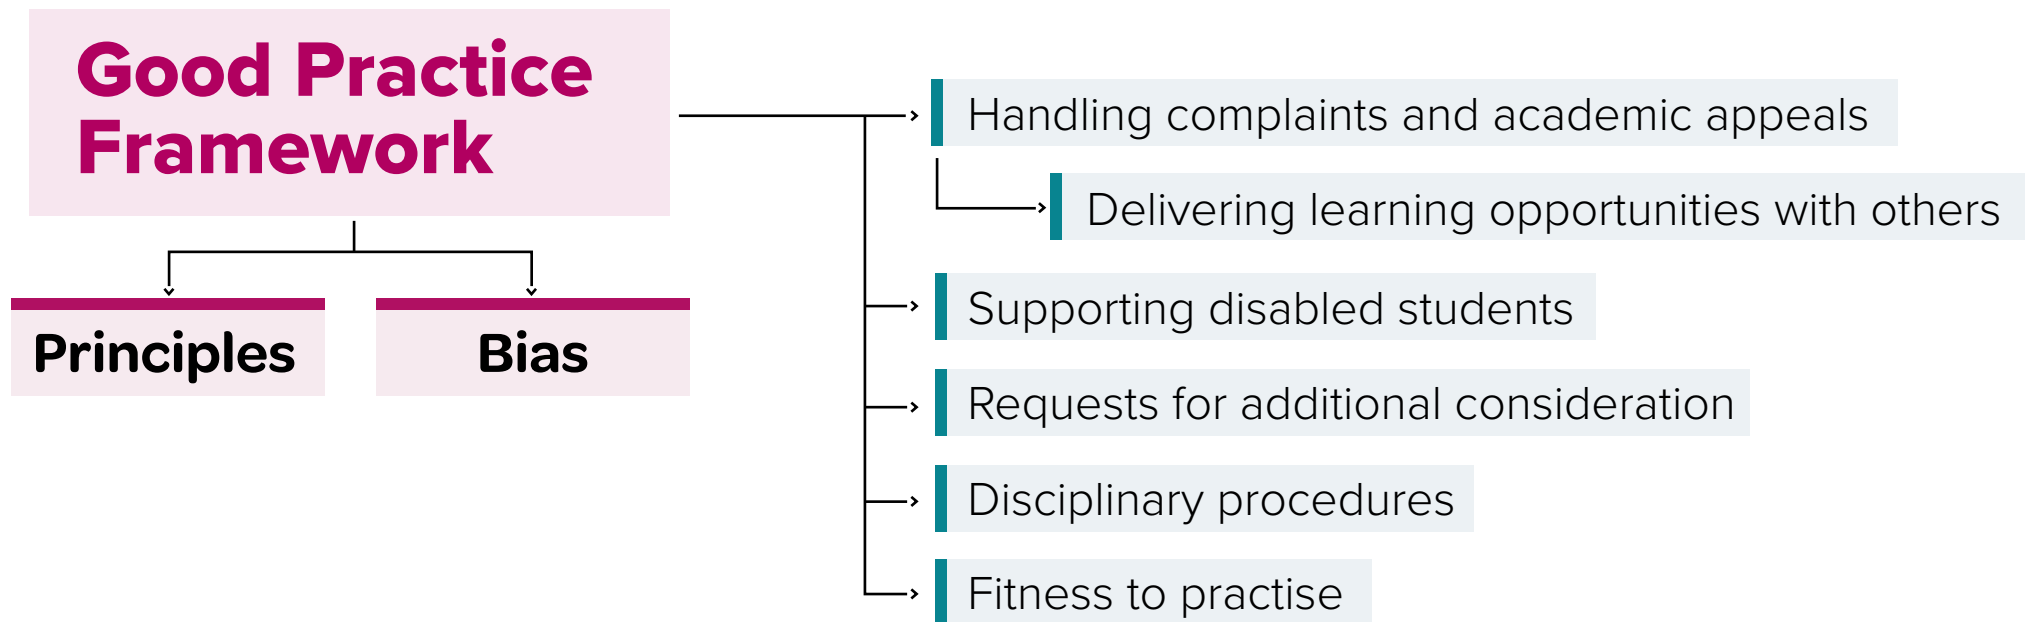 Good Practice
Framework
Principles
Bias
Handling complaints and academic appeals
Delivering learning opportunities with others
Supporting disabled students
Requests for additional consideration
Disciplinary procedures
Fitness to practise